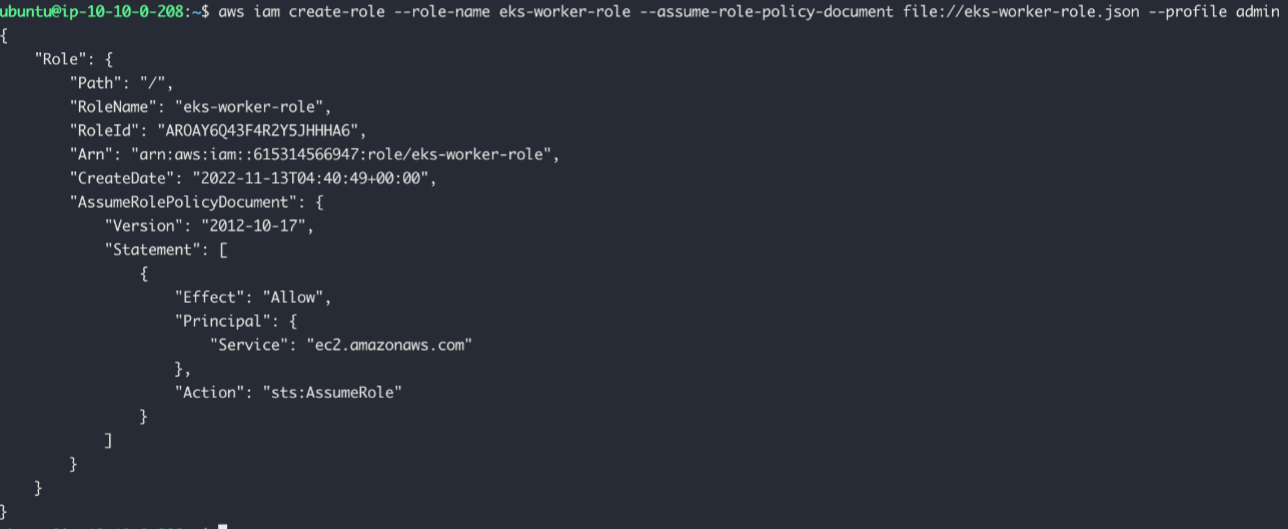 ubuntu@ip-10-10-0-208:~$ aws iam create-role --role-name eks-worker-role --assume-role-policy-document file://eks-worker-role.json --profile admin
{
    "Role": {
        "Path": "/",
        "RoleName": "eks-worker-role",
        "RoleId": "AROAY6Q43F4R2Y5JHHHA6",
        "Arn": "arn:aws:iam::615314566947:role/eks-worker-role",
        "CreateDate": "2022-11-13T04:40:49+00:00",
        "AssumeRolePolicyDocument": {
            "Version": "2012-10-17",
            "Statement": [
                {
                    "Effect": "Allow",
                    "Principal": {
                        "Service": "ec2.amazonaws.com"
                    },
                    "Action": "sts:AssumeRole"
                }
            ]
        }
    }
}